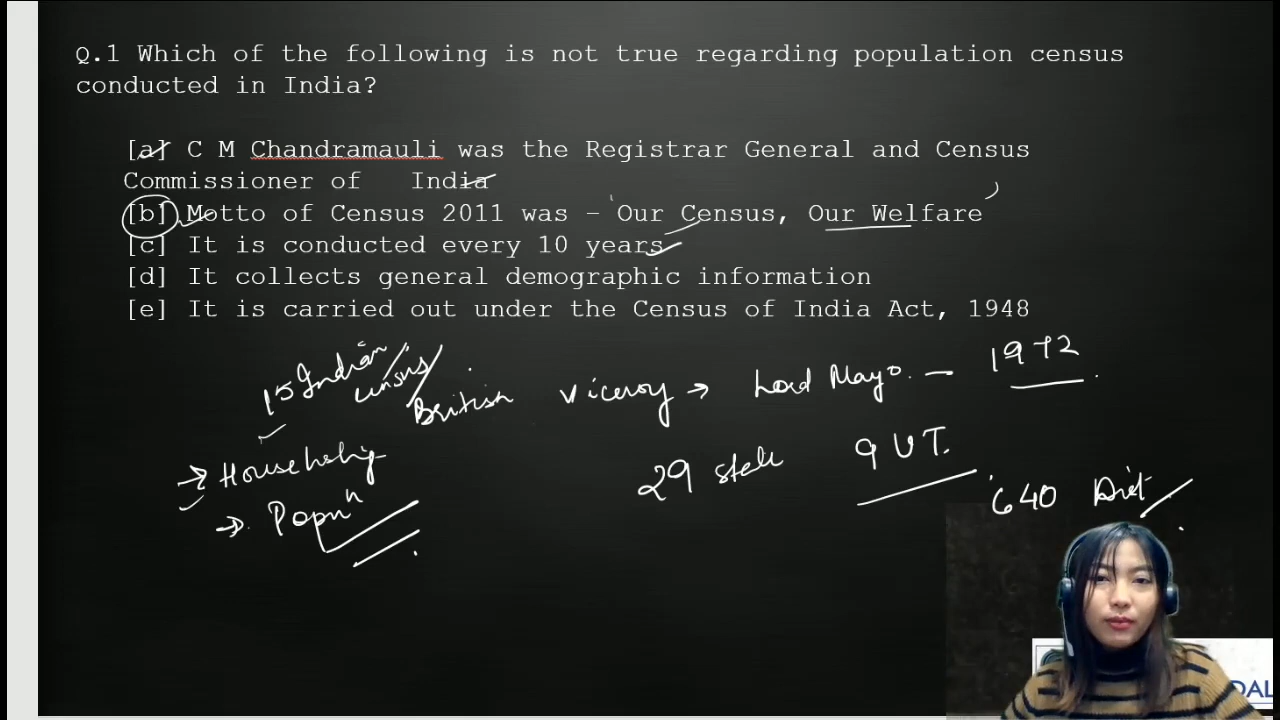 Q.1 Which of the following is not true regarding population census
conducted in India?
[a] C M Chandramauli was the Registrar General and Census
Commissioner of India
[b] Motto of Census 2011 was – 'Our Census, Our Welfare'
[c] It is conducted every 10 years
[d] It collects general demographic information
[e] It is carried out under the Census of India Act, 1948
Indian census
British Viceroy → Lord Mayo. — 1972
→ Household
→ Popuⁿ
29 state 9 UT.
640 Dist
DAL